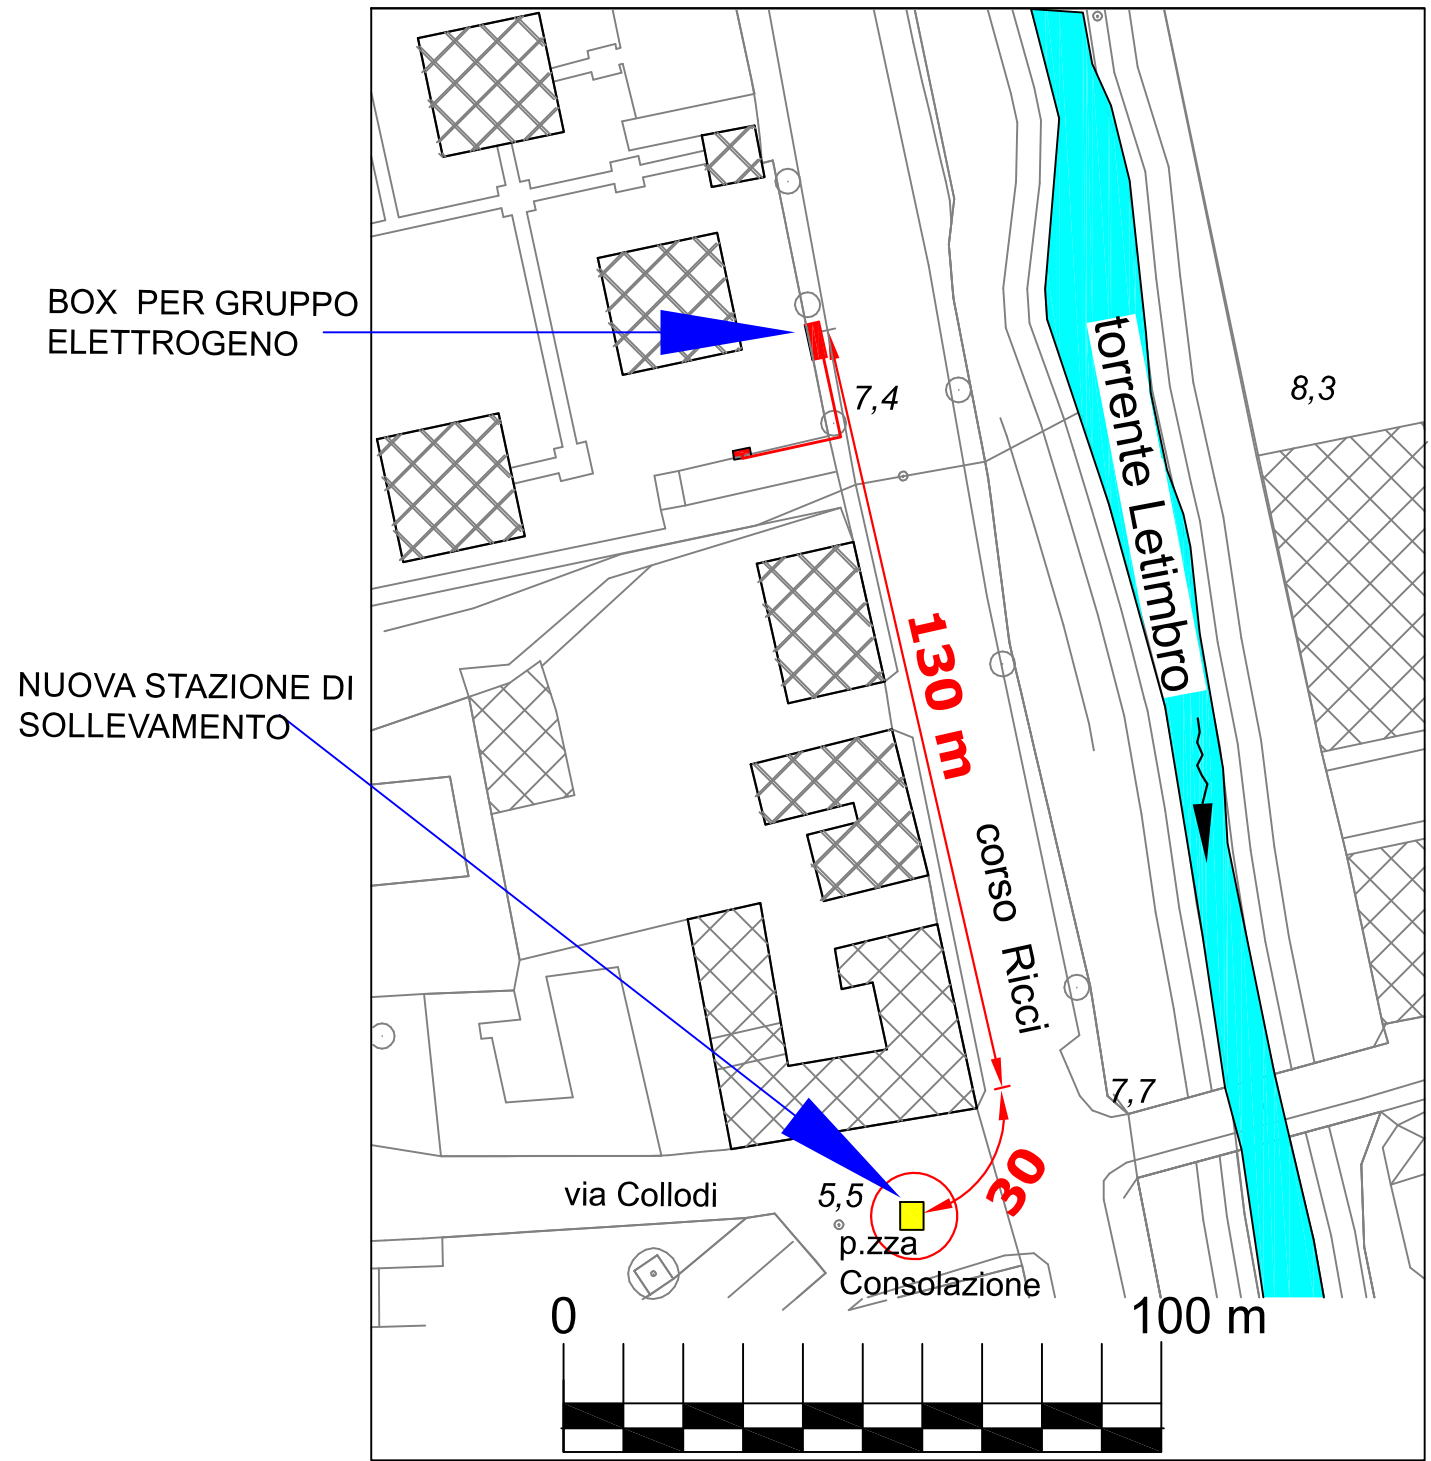 BOX PER GRUPPO
ELETTROGENO
7,4
8,3
torrente Letimbro
130 m
NUOVA STAZIONE DI
SOLLEVAMENTO
corso Ricci
7,7
30
via Collodi
5,5
p.zza
Consolazione
0
100 m